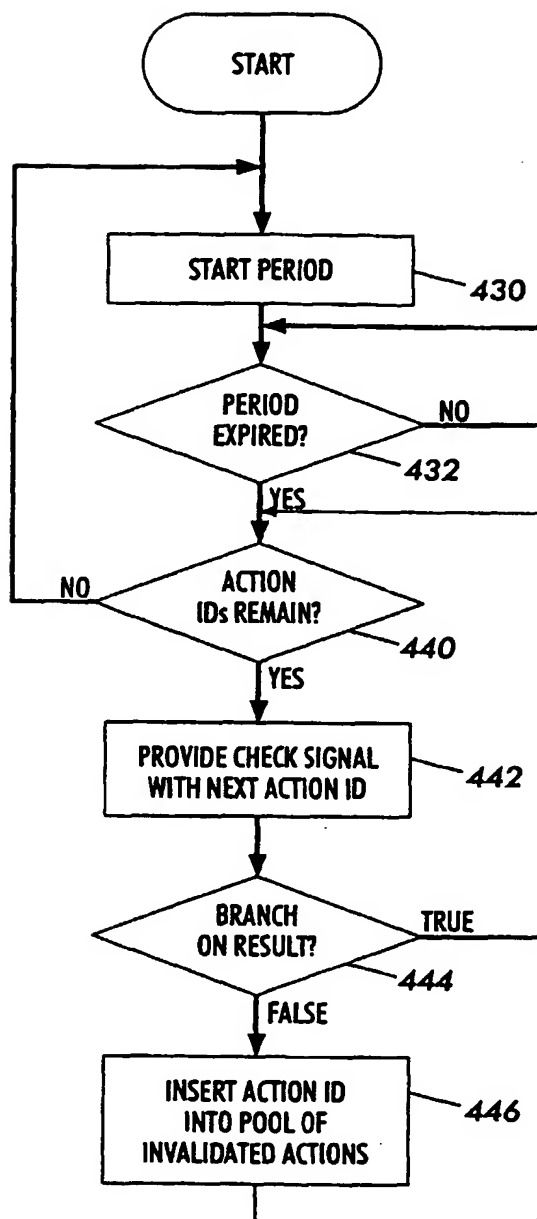 START
START PERIOD
430
PERIOD
EXPIRED?
NO
432
YES
NO
ACTION
IDs REMAIN?
440
YES
PROVIDE CHECK SIGNAL
WITH NEXT ACTION ID
442
BRANCH
ON RESULT?
TRUE
444
FALSE
INSERT ACTION ID
INTO POOL OF
INVALIDATED ACTIONS
446